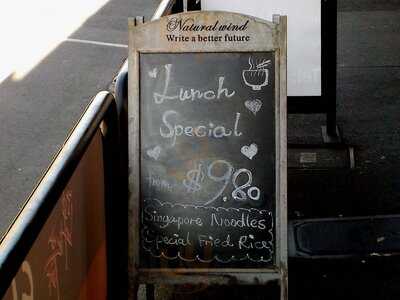 Natural wind
Write a better future
Lunch
Special
from $9.80
Singapore Noodles
Special Fried Rice